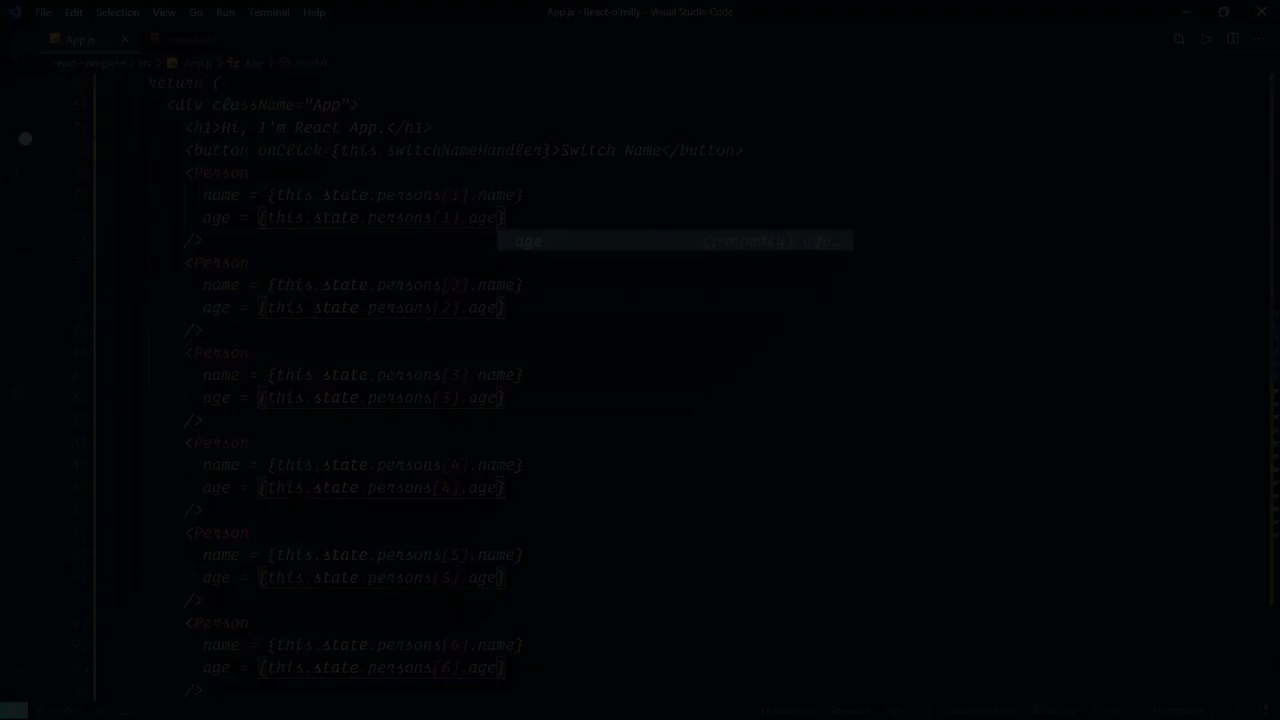 File Edit Selection View Go Run Terminal Help
App.js - React-o'reilly - Visual Studio Code
App.js
return (
<div className="App">
<h1>Hi, I'm React App.</h1>
<button onClick={this.switchNameHandler}>Switch Name</button>
<Person
name = {this.state.persons[1].name}
age = {this.state.persons[1].age}
/>
age (property) age…
<Person
name = {this.state.persons[2].name}
age = {this.state.persons[2].age}
/>
<Person
name = {this.state.persons[3].name}
age = {this.state.persons[3].age}
/>
<Person
name = {this.state.persons[4].name}
age = {this.state.persons[4].age}
/>
<Person
name = {this.state.persons[5].name}
age = {this.state.persons[5].age}
/>
<Person
name = {this.state.persons[6].name}
age = {this.state.persons[6].age}
/>